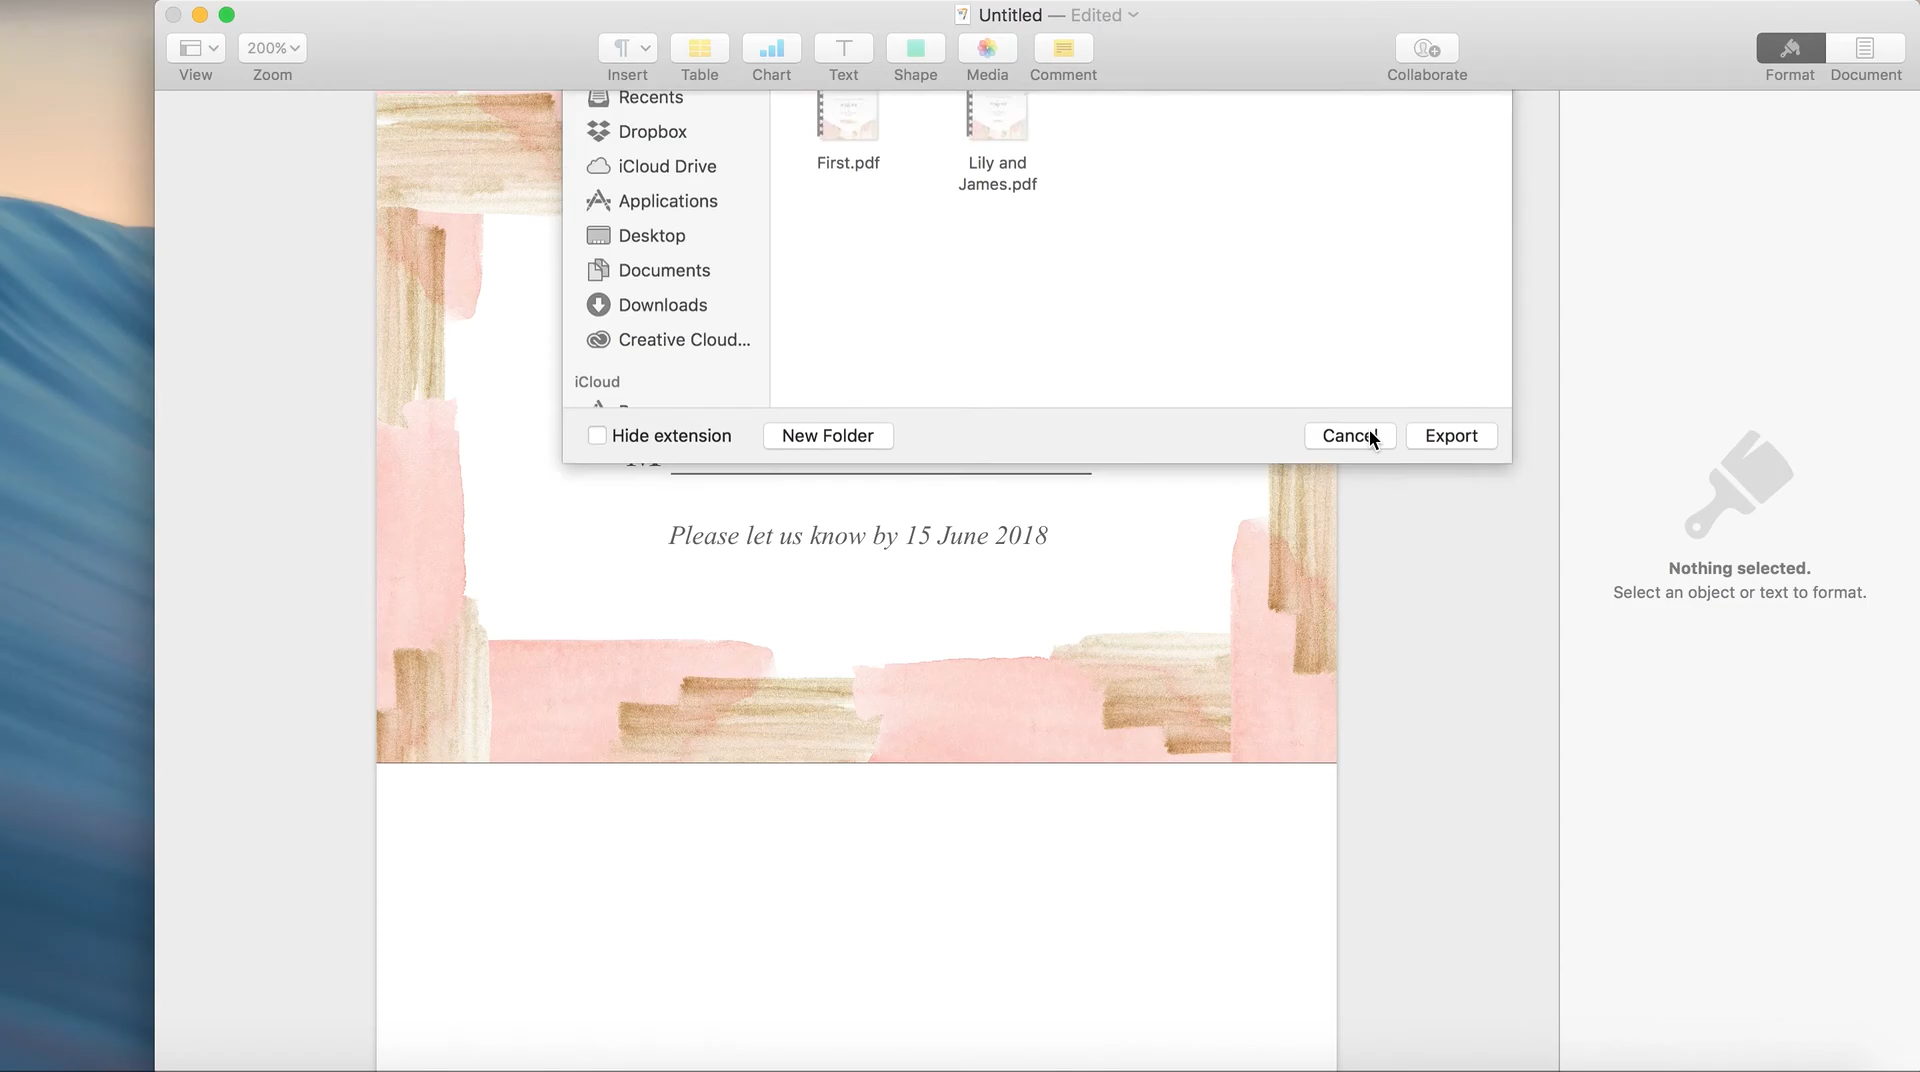 Untitled — Edited
200%
View
Zoom
Insert
Table
Chart
Text
Shape
Media
Comment
Collaborate
Format
Document
Recents
Dropbox
iCloud Drive
Applications
Desktop
Documents
Downloads
Creative Cloud...
iCloud
First.pdf
Lily and
James.pdf
Hide extension
New Folder
Cancel
Export
Please let us know by 15 June 2018
Nothing selected.
Select an object or text to format.